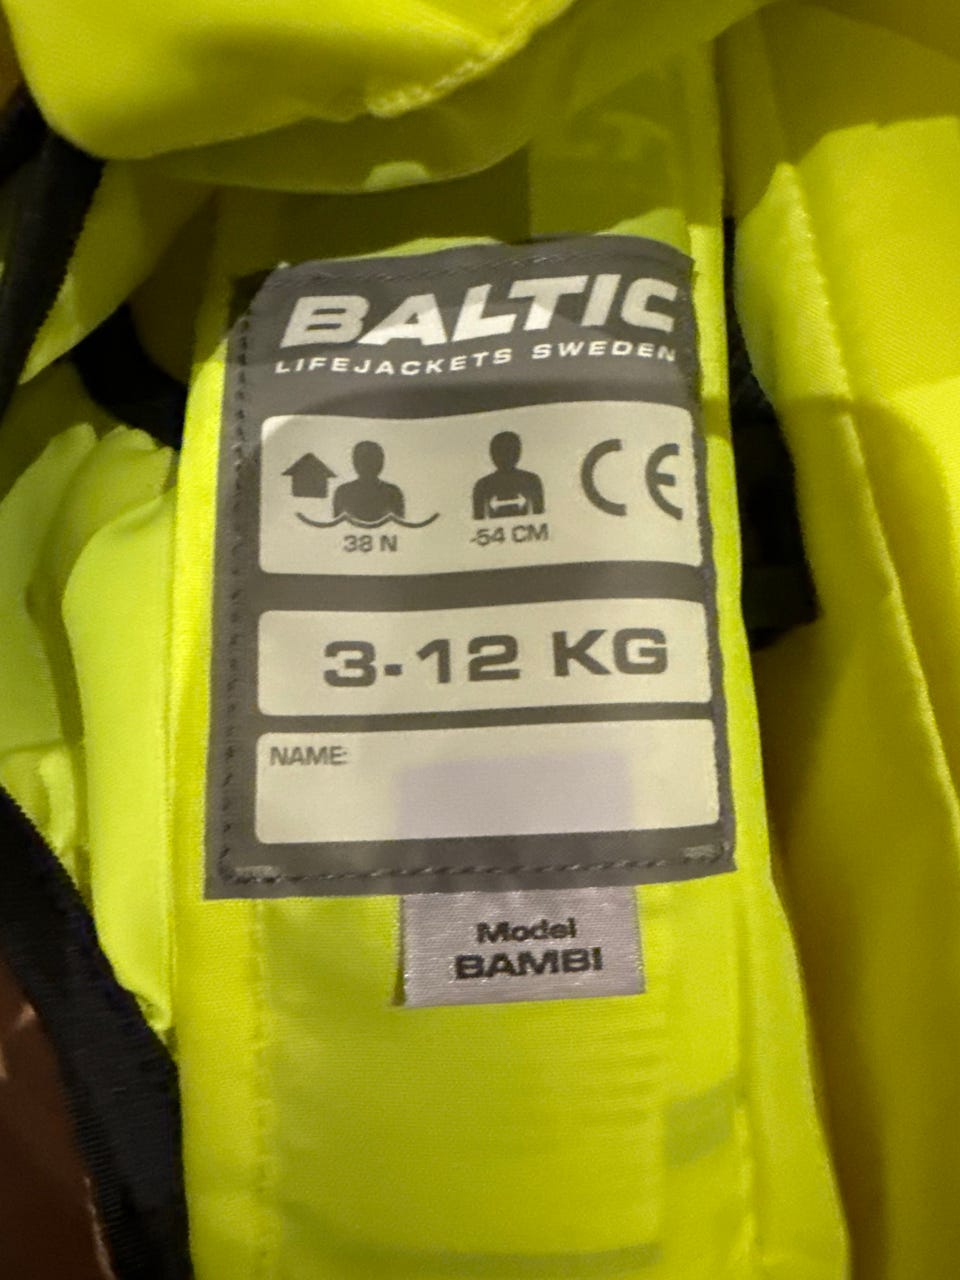 BALTIC
LIFEJACKETS SWEDEN
38 N
-54 CM
CE
3-12 KG
NAME:
Model
BAMBI